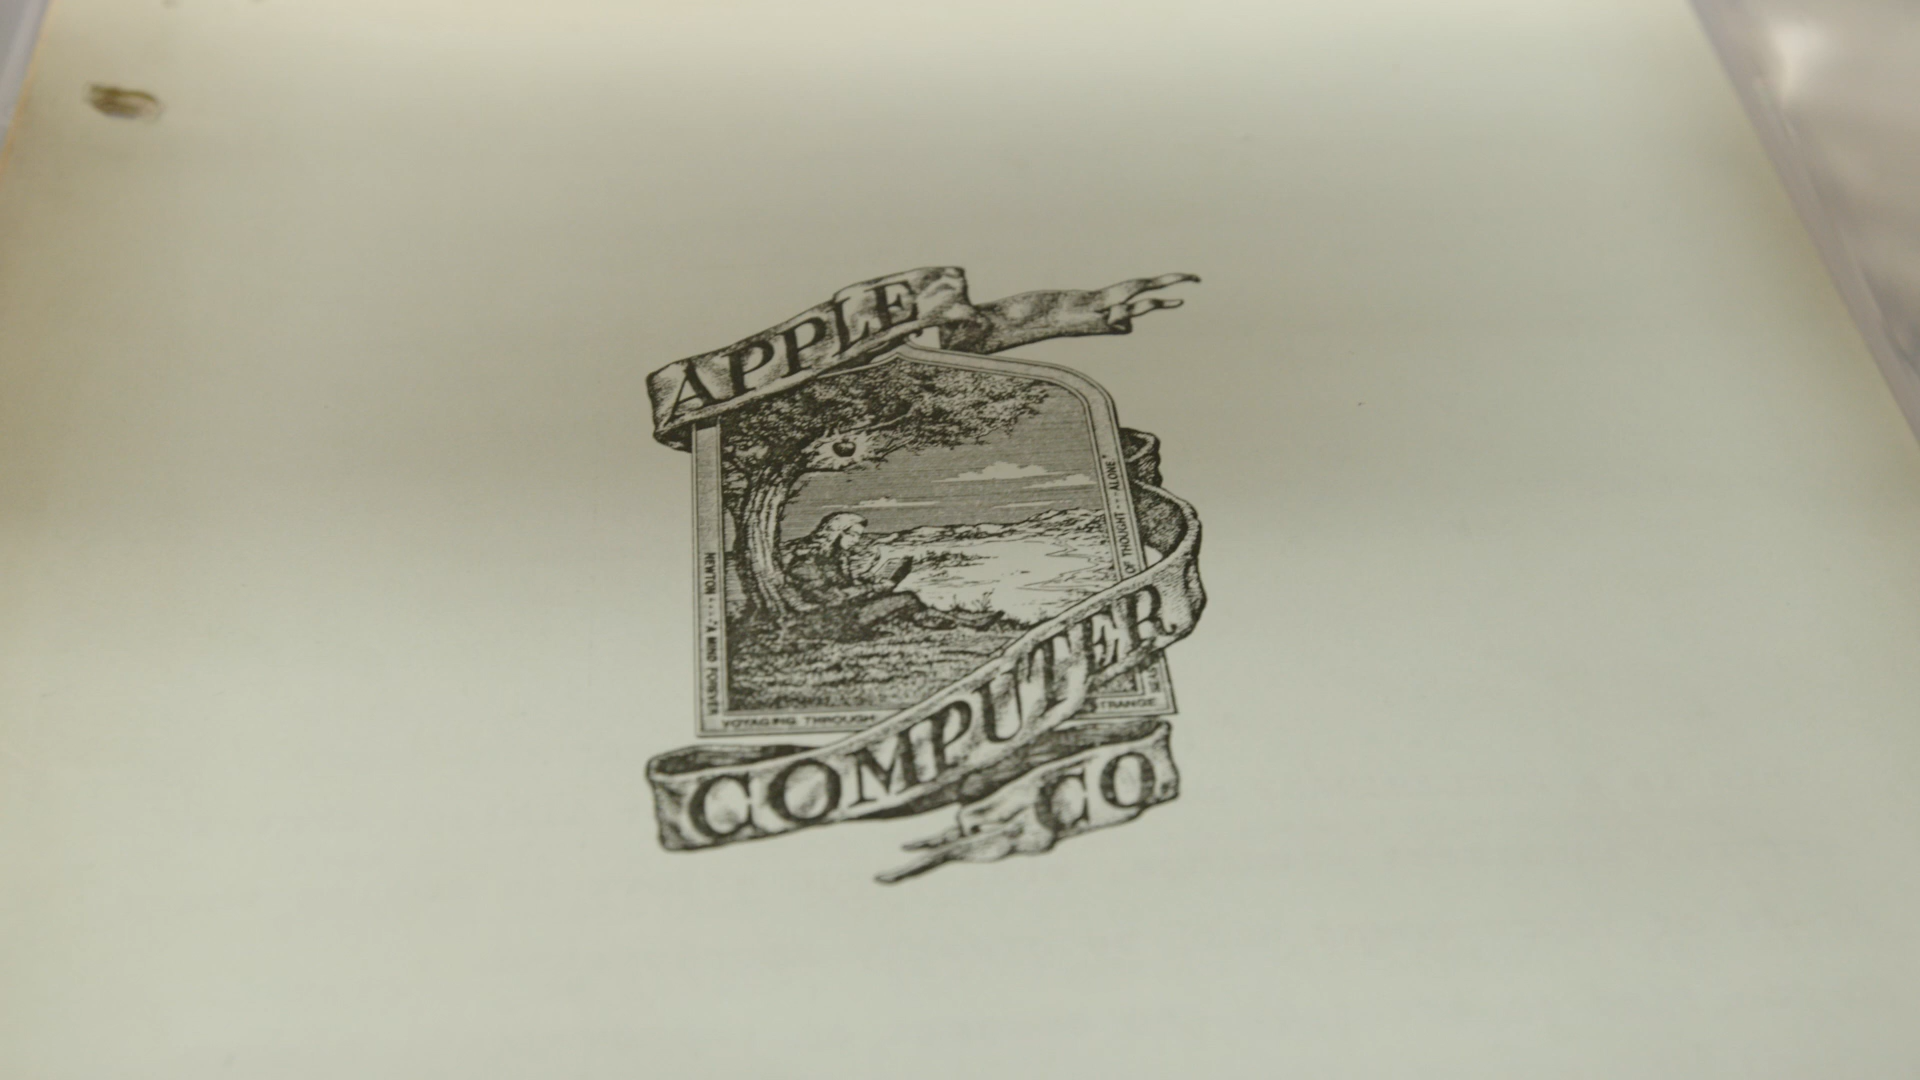 APPLE
COMPUTER
CO.
NEWTON ... "A MIND FOREVER
VOYAGING THROUGH
STRANGE
OF THOUGHT ... ALONE"